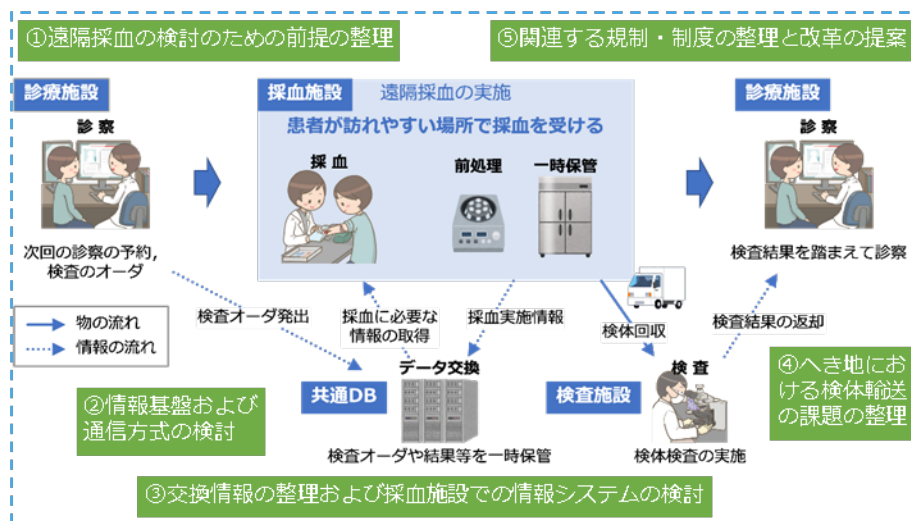 ①遠隔採血の検討のための前提の整理
⑤関連する規制・制度の整理と改革の提案
診療施設
診 察
次回の診察の予約,
検査のオーダ
採血施設
遠隔採血の実施
患者が訪れやすい場所で採血を受ける
採 血
前処理
一時保管
診療施設
診 察
検査結果を踏まえて診察
物の流れ
情報の流れ
検査オーダ発出
採血に必要な
情報の取得
採血実施情報
検体回収
検査結果の返却
②情報基盤および
通信方式の検討
共通DB
データ交換
検査オーダや結果等を一時保管
検査施設
検 査
検体検査の実施
④へき地にお
ける検体輸送
の課題の整理
③交換情報の整理および採血施設での情報システムの検討